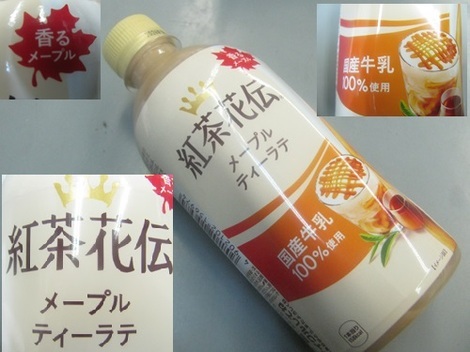 香る
メープル
国産牛乳
100%使用
紅茶花伝
メープル
ティーラテ
国産牛乳
100%使用
紅茶花伝
メープル
ティーラテ